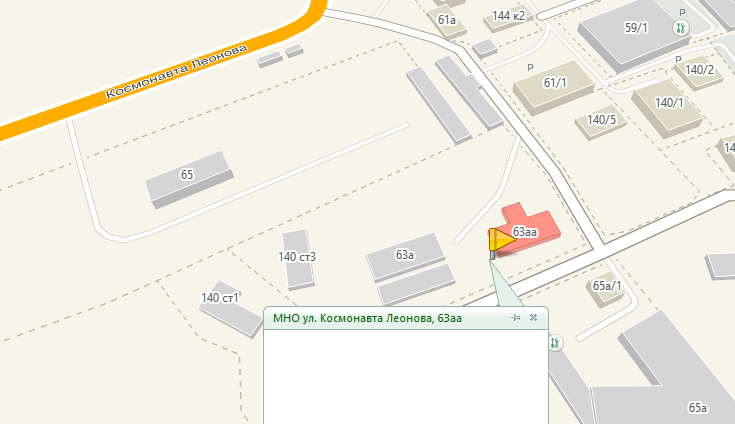 61а
144 к2
59/1
P
Космонавта Леонова
P
61/1
P
140/2
140/1
140/5
14
65
63аа
140 ст3
63а
140 ст1
65а/1
МНО ул. Космонавта Леонова, 63аа
65а